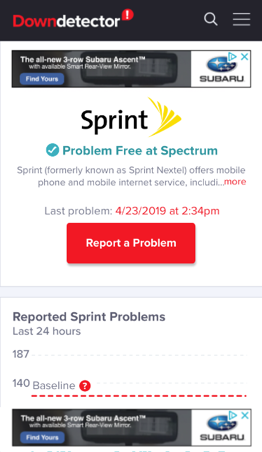 Downdetector
The all-new 3-row Subaru Ascent™
with available Smart Rear-View Mirror.
Find Yours
SUBARU
Sprint
Problem Free at Spectrum
Sprint (formerly known as Sprint Nextel) offers mobile
phone and mobile internet service, includi...more
Last problem: 4/23/2019 at 2:34pm
Report a Problem
Reported Sprint Problems
Last 24 hours
187
140 Baseline ?
The all-new 3-row Subaru Ascent™
with available Smart Rear-View Mirror.
Find Yours
SUBARU